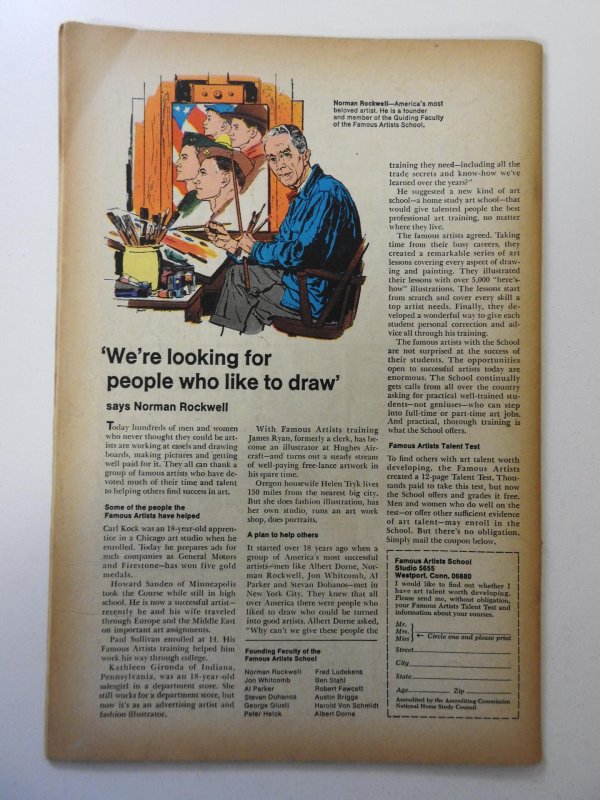 Norman Rockwell—America's most
beloved artist. He is a founder
and member of the Guiding Faculty
of the Famous Artists School.
'We're looking for
people who like to draw'
says Norman Rockwell
Today hundreds of men and women
who never thought they could be art-
ists are working at easels and drawing
boards, making pictures and getting
well paid for it. They all can thank a
group of famous artists who have de-
voted much of their time and talent
to helping others find success in art.
Some of the people the
Famous Artists have helped
Carl Kock was an 18-year-old appren-
tice in a Chicago art studio when he
enrolled. Today he prepares ads for
such companies as General Motors
and Firestone—has won five gold
medals.
Howard Sanden of Minneapolis
took the Course while still in high
school. He is now a successful artist—
recently he and his wife traveled
through Europe and the Middle East
on important art assignments.
Paul Sullivan enrolled at 14. His
Famous Artists training helped him
work his way through college.
Kathleen Gironda of Indiana,
Pennsylvania, was an 18-year-old
salesgirl in a department store. She
still works for a department store, but
now it's as an advertising artist and
fashion illustrator.
With Famous Artists training
James Ryan, formerly a clerk, has be-
come an illustrator at Hughes Air-
craft—and turns out a steady stream
of well-paying free-lance artwork in
his spare time.
Oregon housewife Helen Tryk lives
150 miles from the nearest big city.
But she does fashion illustration, has
her own studio, runs an art work
shop, does portraits.
A plan to help others
It started over 18 years ago when a
group of America's most successful
artists—men like Albert Dorne, Nor-
man Rockwell, Jon Whitcomb, Al
Parker and Stevan Dohanos—met in
New York City. They knew that all
over America there were people who
liked to draw who could be turned
into good artists. Albert Dorne asked,
"Why can't we give these people the
Founding Faculty of the
Famous Artists School
Norman Rockwell
Jon Whitcomb
Al Parker
Stevan Dohanos
George Giusti
Peter Helck
Fred Ludekens
Ben Stahl
Robert Fawcett
Austin Briggs
Harold Von Schmidt
Albert Dorne
training they need—including all the
trade secrets and know-how we've
learned over the years?"
He suggested a new kind of art
school—a home study art school—that
would give talented people the best
professional art training, no matter
where they live.
The famous artists agreed. Taking
time from their busy careers, they
created a remarkable series of art
lessons covering every aspect of draw-
ing and painting. They illustrated
their lessons with over 5,000 "here's-
how" illustrations. The lessons start
from scratch and cover every skill a
top artist needs. Finally, they de-
veloped a wonderful way to give each
student personal correction and ad-
vice all through his training.
The famous artists with the School
are not surprised at the success of
their students. The opportunities
open to successful artists today are
enormous. The School continually
gets calls from all over the country
asking for practical well-trained stu-
dents—not geniuses—who can step
into full-time or part-time art jobs.
And practical, thorough training is
what the School offers.
Famous Artists Talent Test
To find others with art talent worth
developing, the Famous Artists
created a 12-page Talent Test. Thou-
sands paid to take this test, but now
the School offers and grades it free.
Men and women who do well on the
test—or offer other sufficient evidence
of art talent—may enroll in the
School. But there's no obligation.
Simply mail the coupon below.
Famous Artists School
Studio 5655
Westport, Conn. 06880
I would like to find out whether I
have art talent worth developing.
Please send me, without obligation,
your Famous Artists Talent Test and
information about your courses.
Mr.
Mrs.
Miss ← Circle one and please print
Street
City
State
Age Zip
Accredited by the Accrediting Commission
National Home Study Council